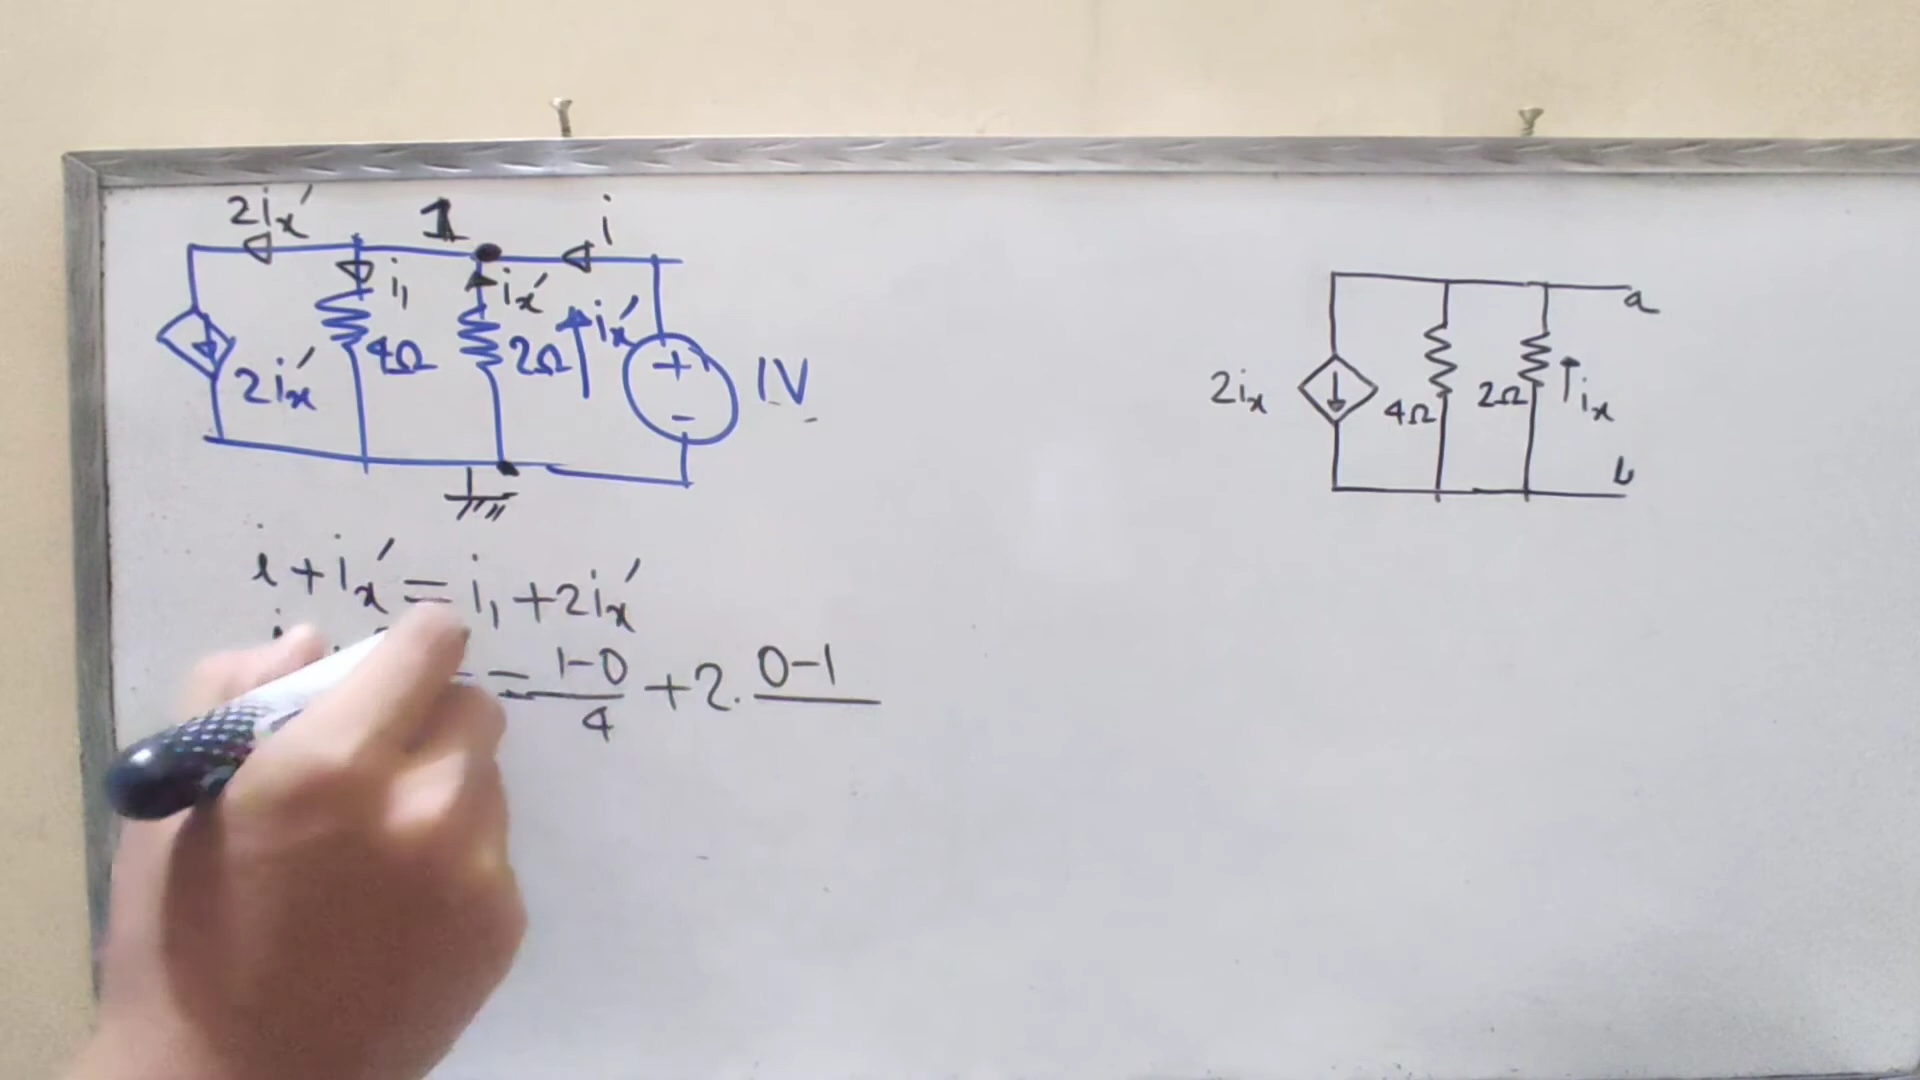 2ix′ 1 i
i₁ ix′ ix′
4Ω 2Ω + 1V
2ix′ -
i + ix′ = i₁ + 2ix′
= 1-0/4 + 2. 0-1
a
2ix 4Ω 2Ω ix
b